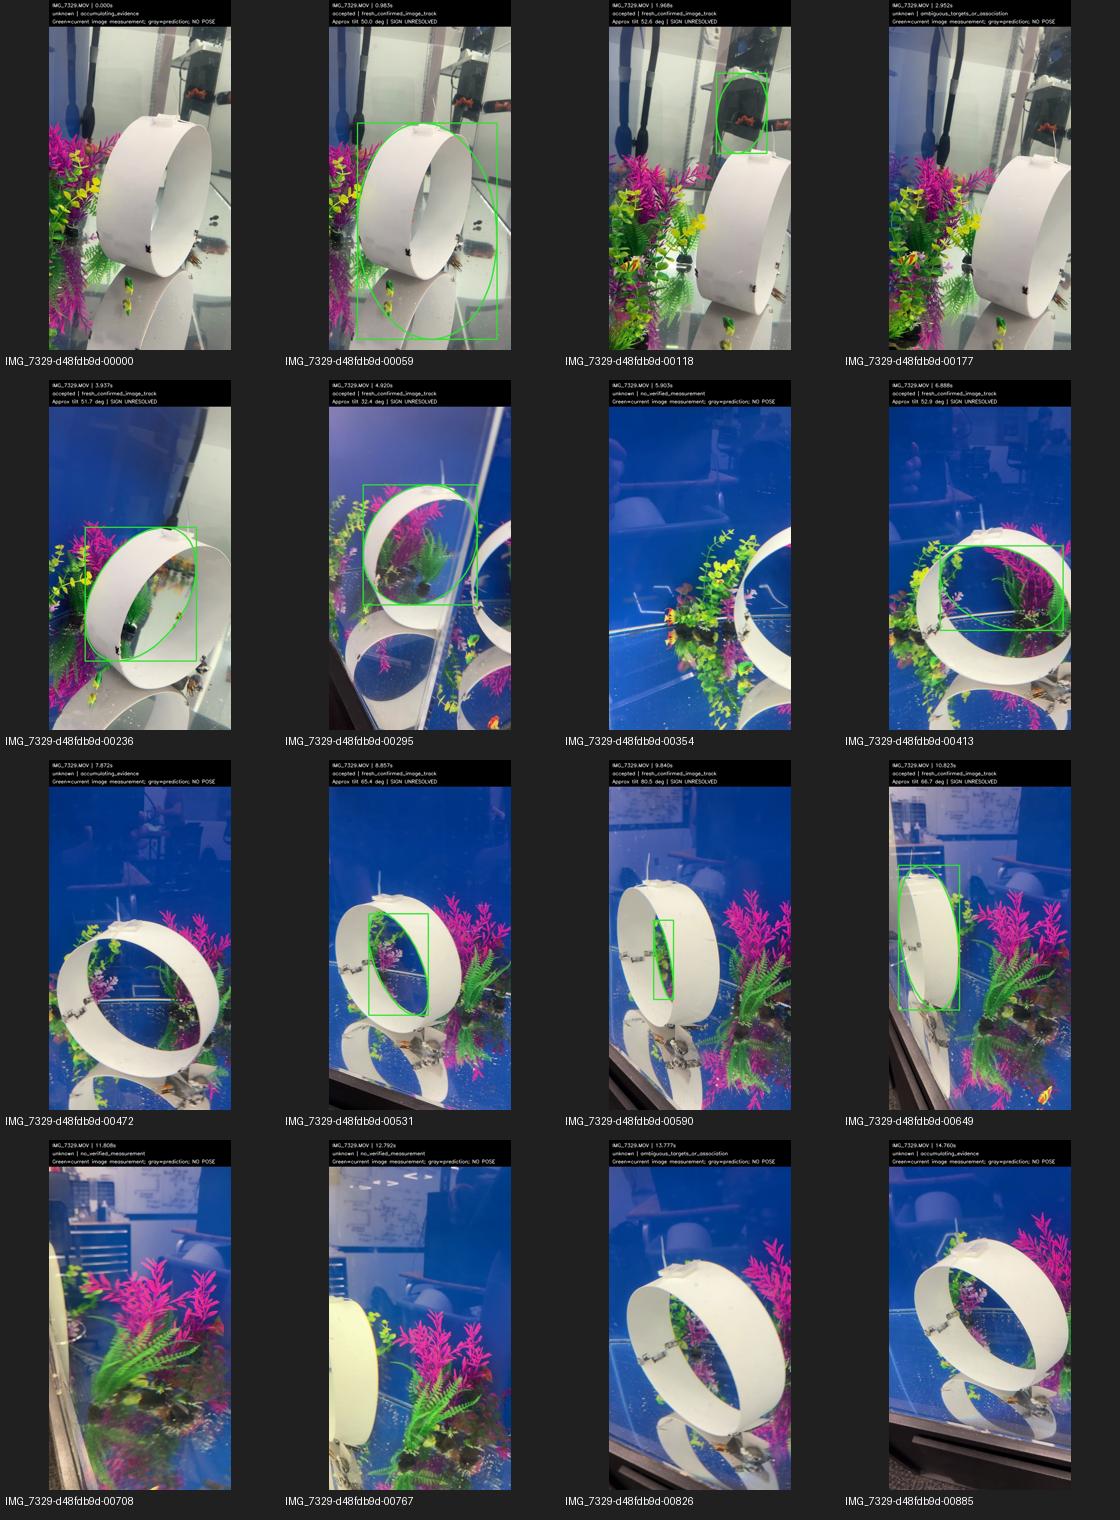 IMG_7329.MOV | 0.000s
unknown | accumulating_evidence
Green=current image measurement; gray=prediction; NO POSE
IMG_7329.MOV | 0.983s
accepted | fresh_confirmed_image_track
Approx tilt 50.0 deg | SIGN UNRESOLVED
IMG_7329.MOV | 1.968s
accepted | fresh_confirmed_image_track
Approx tilt 52.6 deg | SIGN UNRESOLVED
IMG_7329.MOV | 2.952s
unknown | ambiguous_targets_or_association
Green=current image measurement; gray=prediction; NO POSE
IMG_7329-d48fdb9d-00000
IMG_7329-d48fdb9d-00059
IMG_7329-d48fdb9d-00118
IMG_7329-d48fdb9d-00177
IMG_7329.MOV | 3.937s
accepted | fresh_confirmed_image_track
Approx tilt 51.7 deg | SIGN UNRESOLVED
IMG_7329.MOV | 4.920s
accepted | fresh_confirmed_image_track
Approx tilt 32.4 deg | SIGN UNRESOLVED
IMG_7329.MOV | 5.903s
unknown | no_verified_measurement
Green=current image measurement; gray=prediction; NO POSE
IMG_7329.MOV | 6.888s
accepted | fresh_confirmed_image_track
Approx tilt 52.9 deg | SIGN UNRESOLVED
IMG_7329-d48fdb9d-00236
IMG_7329-d48fdb9d-00295
IMG_7329-d48fdb9d-00354
IMG_7329-d48fdb9d-00413
IMG_7329.MOV | 7.872s
unknown | accumulating_evidence
Green=current image measurement; gray=prediction; NO POSE
IMG_7329.MOV | 8.857s
accepted | fresh_confirmed_image_track
Approx tilt 65.4 deg | SIGN UNRESOLVED
IMG_7329.MOV | 9.840s
accepted | fresh_confirmed_image_track
Approx tilt 80.5 deg | SIGN UNRESOLVED
IMG_7329.MOV | 10.823s
accepted | fresh_confirmed_image_track
Approx tilt 66.7 deg | SIGN UNRESOLVED
IMG_7329-d48fdb9d-00472
IMG_7329-d48fdb9d-00531
IMG_7329-d48fdb9d-00590
IMG_7329-d48fdb9d-00649
IMG_7329.MOV | 11.808s
unknown | no_verified_measurement
Green=current image measurement; gray=prediction; NO POSE
IMG_7329.MOV | 12.792s
unknown | no_verified_measurement
Green=current image measurement; gray=prediction; NO POSE
IMG_7329.MOV | 13.777s
unknown | ambiguous_targets_or_association
Green=current image measurement; gray=prediction; NO POSE
IMG_7329.MOV | 14.760s
unknown | accumulating_evidence
Green=current image measurement; gray=prediction; NO POSE
IMG_7329-d48fdb9d-00708
IMG_7329-d48fdb9d-00767
IMG_7329-d48fdb9d-00826
IMG_7329-d48fdb9d-00885